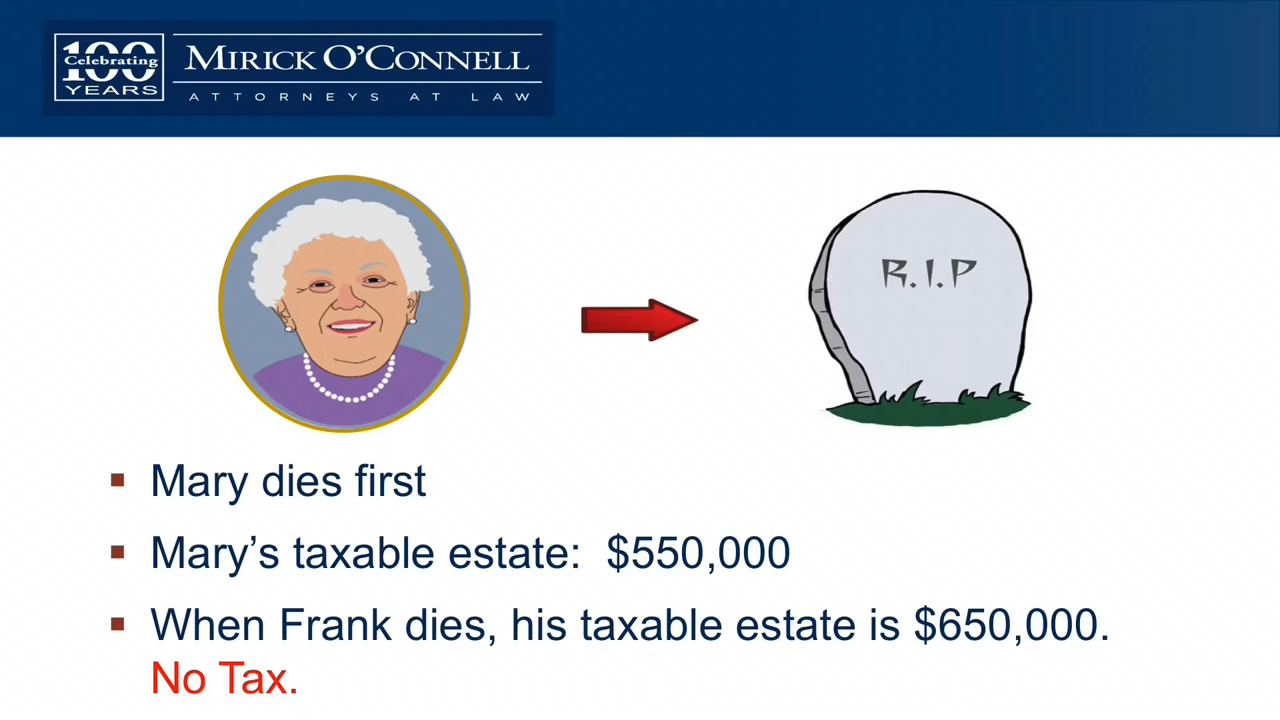 Celebrating
100
YEARS
MIRICK O'CONNELL
ATTORNEYS AT LAW
R.I.P
Mary dies first
Mary’s taxable estate: $550,000
When Frank dies, his taxable estate is $650,000.
No Tax.